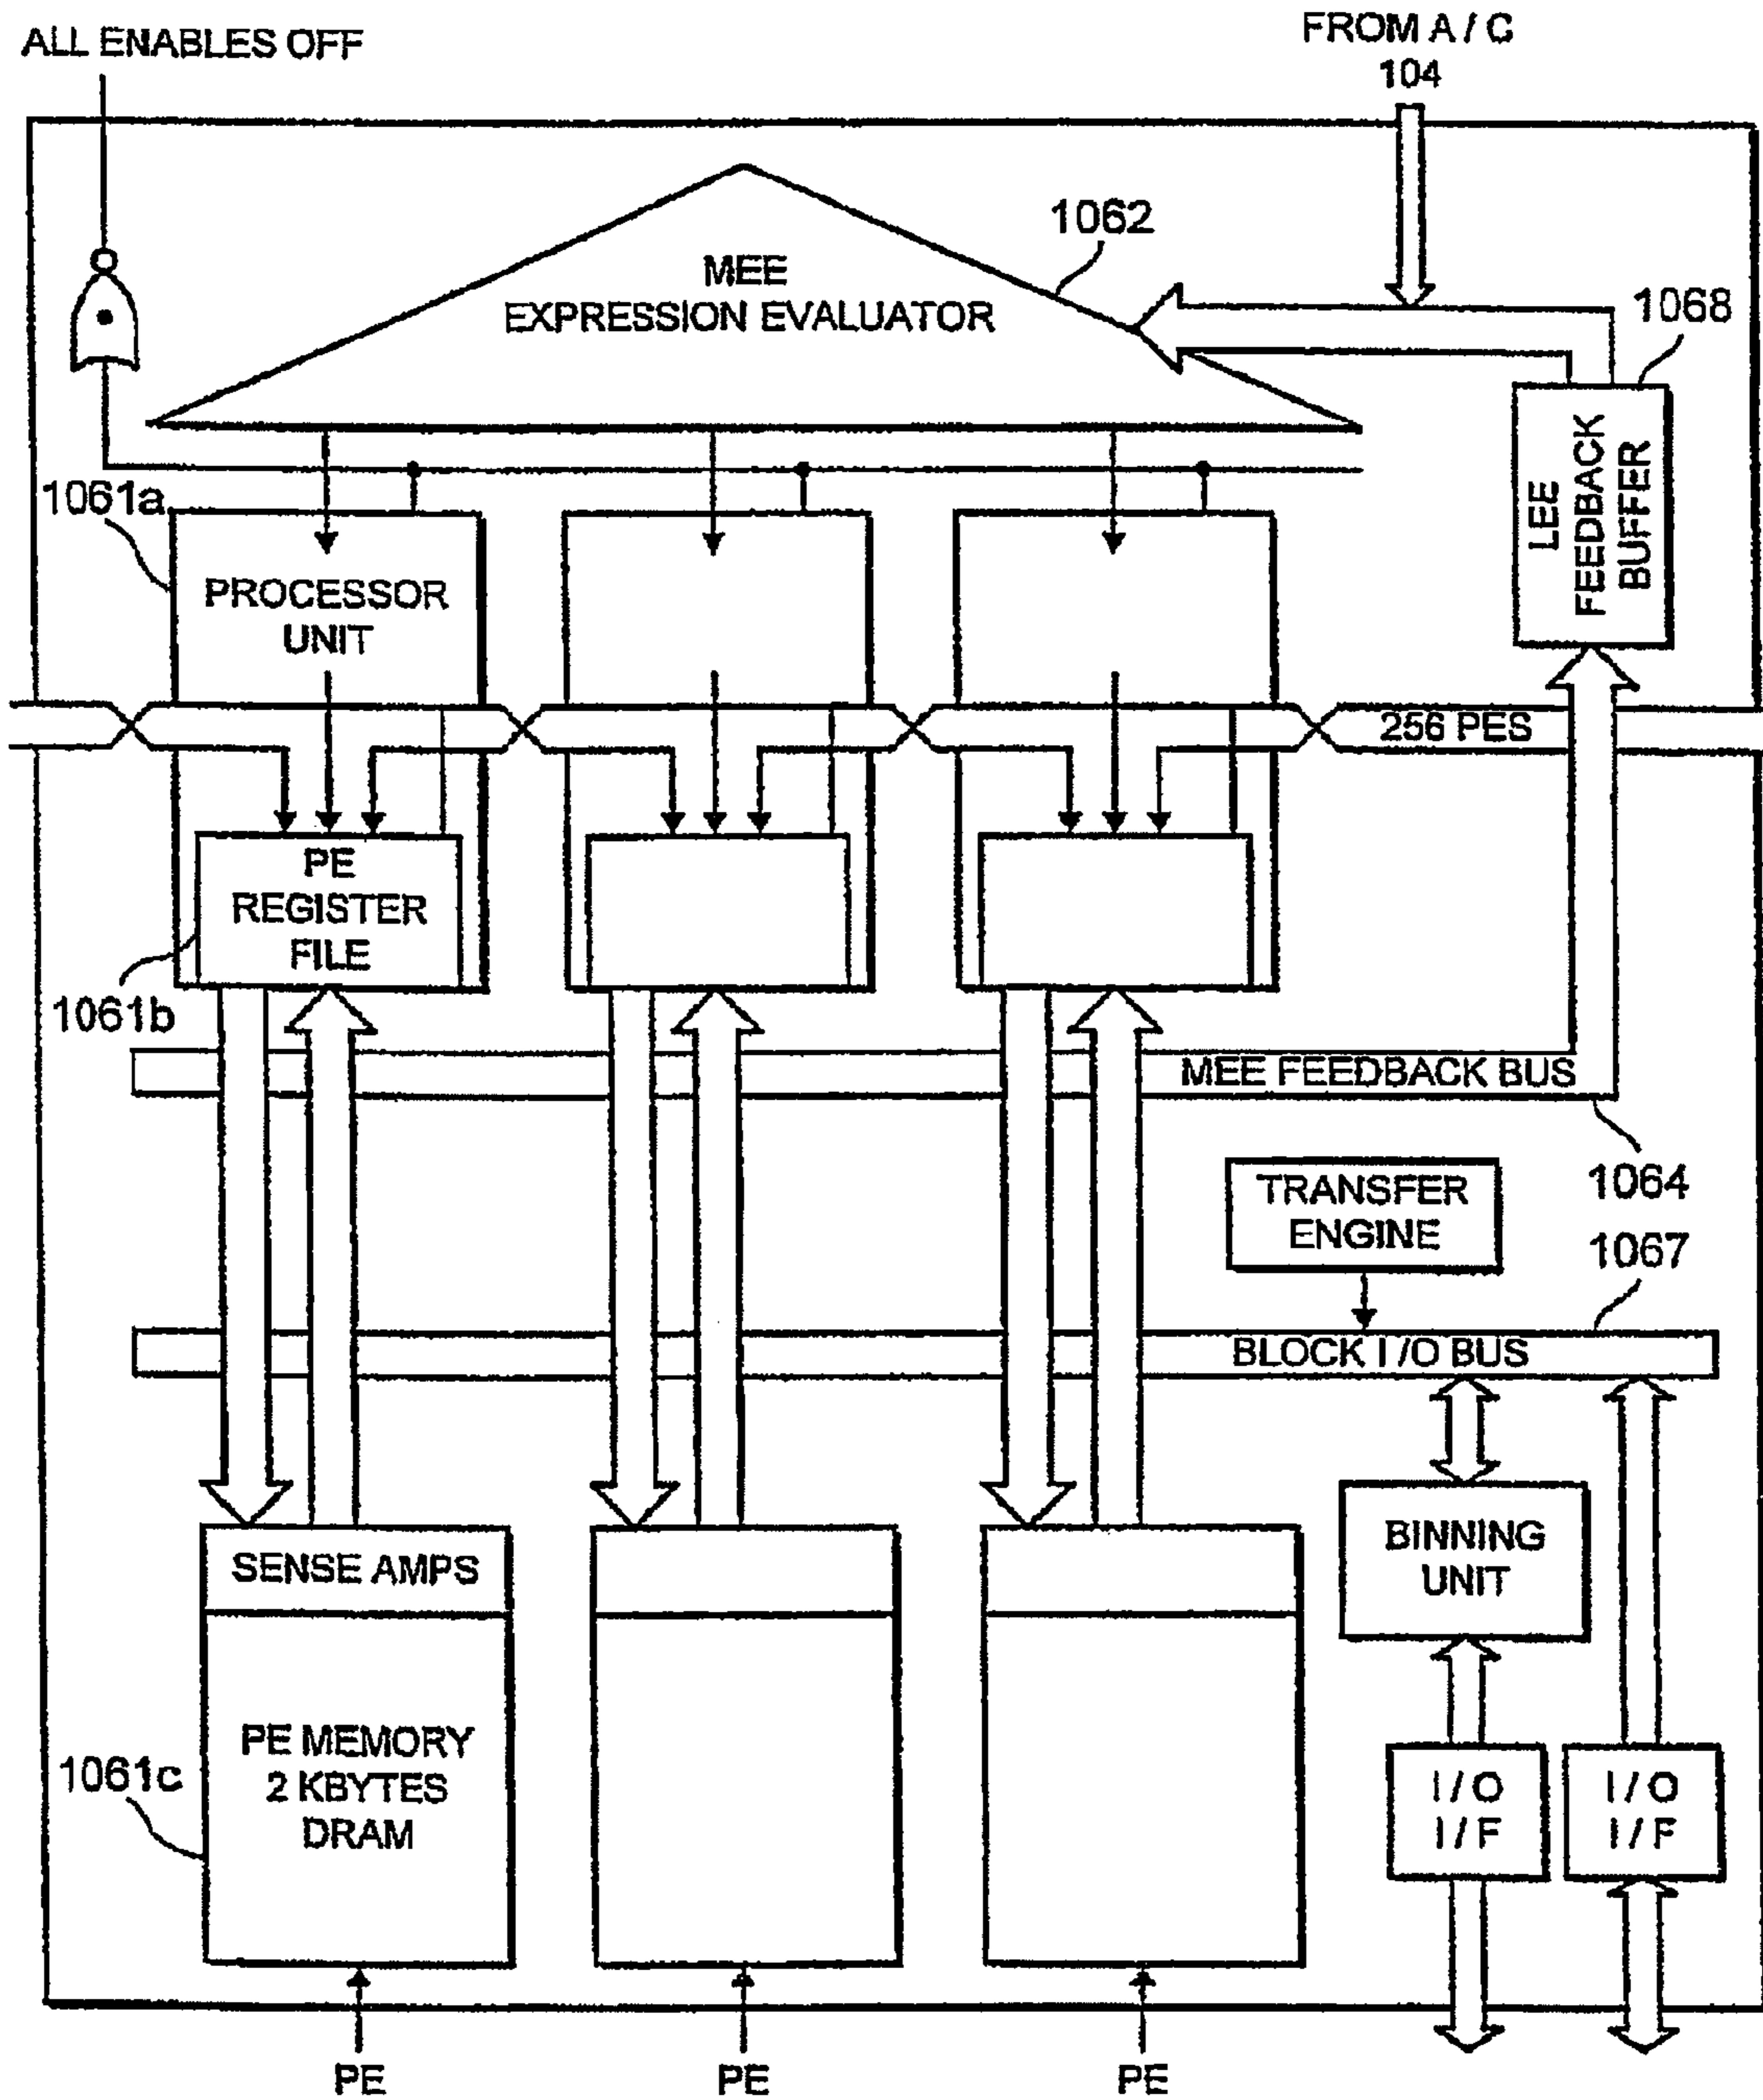 ALL ENABLES OFF
FROM A / C
104
1062
MEE
EXPRESSION EVALUATOR
1068
LEE
FEEDBACK
BUFFER
1061a
PROCESSOR
UNIT
256 PES
PE
REGISTER
FILE
1061b
MEE FEEDBACK BUS
1064
TRANSFER
ENGINE
1067
BLOCK I / O BUS
SENSE AMPS
BINNING
UNIT
PE MEMORY
2 KBYTES
DRAM
1061c
I / O
I / F
I / O
I / F
PE
PE
PE